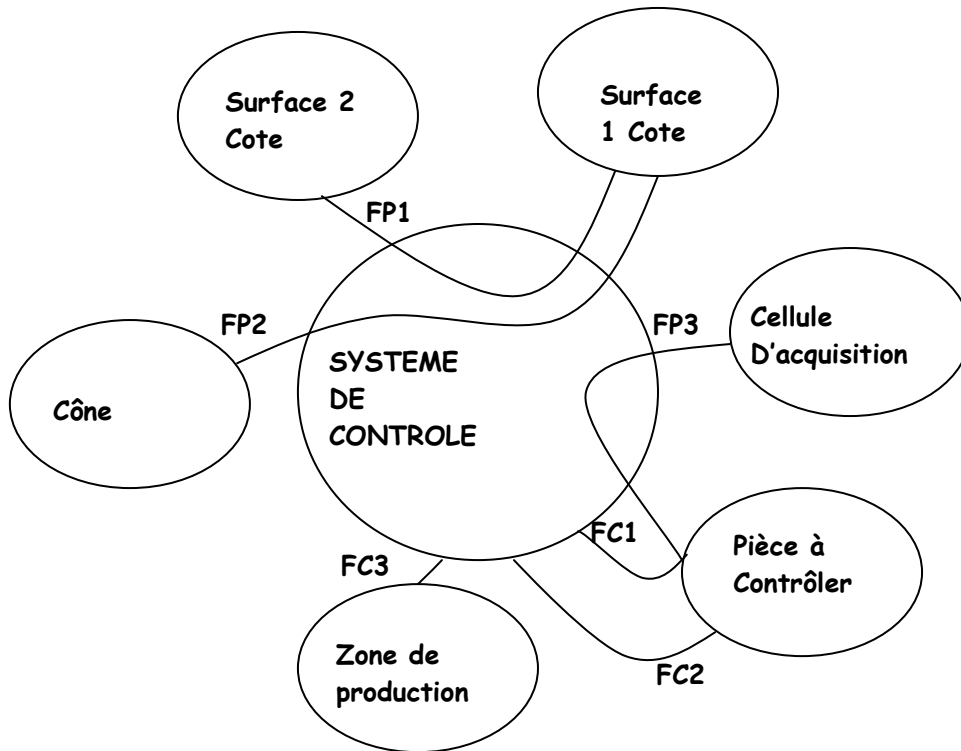 Surface 2
Cote
Surface
1 Cote
FP1
FP2
FP3
Cellule
D'acquisition
SYSTEME
DE
CONTROLE
Cône
FC1
Pièce à
Contrôler
FC3
Zone de
production
FC2